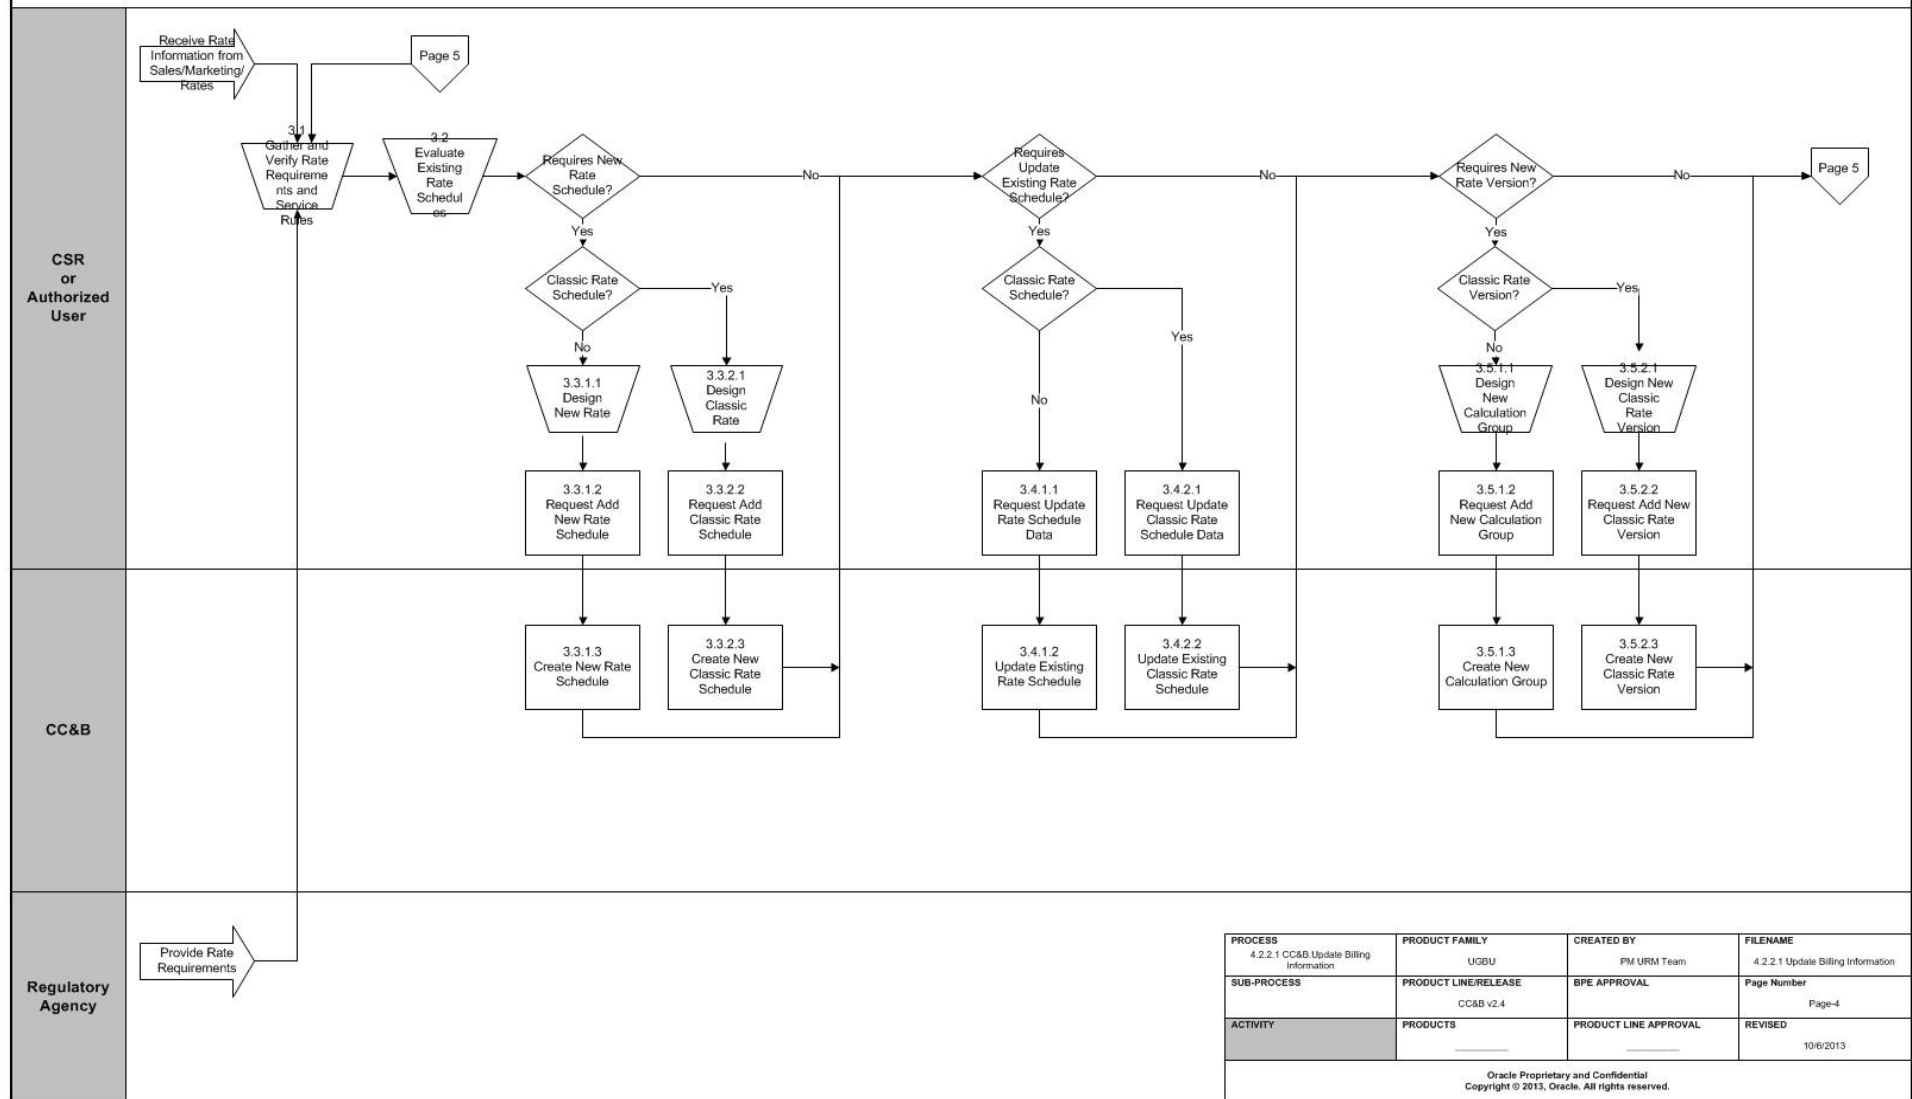 Receive Rate
Information from
Sales/Marketing/
Rates
Page 5
3.1
Gather and
Verify Rate
Requireme
nts and
Service
Rules
3.2
Evaluate
Existing
Rate
Schedul
es
Requires New
Rate
Schedule?
No
Requires
Update
Existing Rate
Schedule?
No
Requires New
Rate Version?
No
Page 5
Yes
Yes
Yes
CSR
or
Authorized
User
Classic Rate
Schedule?
Yes
Classic Rate
Schedule?
Yes
Classic Rate
Version?
Yes
No
No
No
3.3.1.1
Design
New Rate
3.3.2.1
Design
Classic
Rate
3.5.1.1
Design
New
Calculation
Group
3.5.2.1
Design New
Classic
Rate
Version
3.3.1.2
Request Add
New Rate
Schedule
3.3.2.2
Request Add
Classic Rate
Schedule
3.4.1.1
Request Update
Rate Schedule
Data
3.4.2.1
Request Update
Classic Rate
Schedule Data
3.5.1.2
Request Add
New Calculation
Group
3.5.2.2
Request Add New
Classic Rate
Version
CC&B
3.3.1.3
Create New Rate
Schedule
3.3.2.3
Create New
Classic Rate
Schedule
3.4.1.2
Update Existing
Rate Schedule
3.4.2.2
Update Existing
Classic Rate
Schedule
3.5.1.3
Create New
Calculation Group
3.5.2.3
Create New
Classic Rate
Version
Regulatory
Agency
Provide Rate
Requirements
PROCESS
4.2.2.1 CC&B.Update Billing
Information
PRODUCT FAMILY
UGBU
CREATED BY
PM URM Team
FILENAME
4.2.2.1 Update Billing Information
SUB-PROCESS
PRODUCT LINE/RELEASE
CC&B v2.4
BPE APPROVAL
Page Number
Page-4
ACTIVITY
PRODUCTS
PRODUCT LINE APPROVAL
REVISED
10/6/2013
Oracle Proprietary and Confidential
Copyright © 2013, Oracle. All rights reserved.